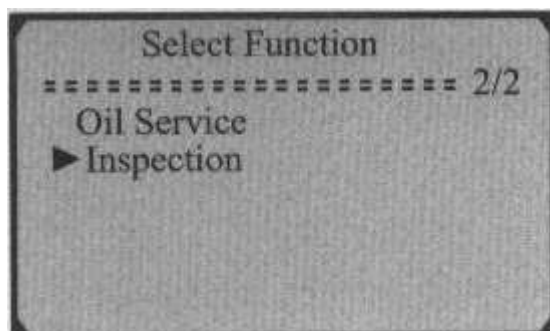 Select Function
================== 2/2
Oil Service
►Inspection